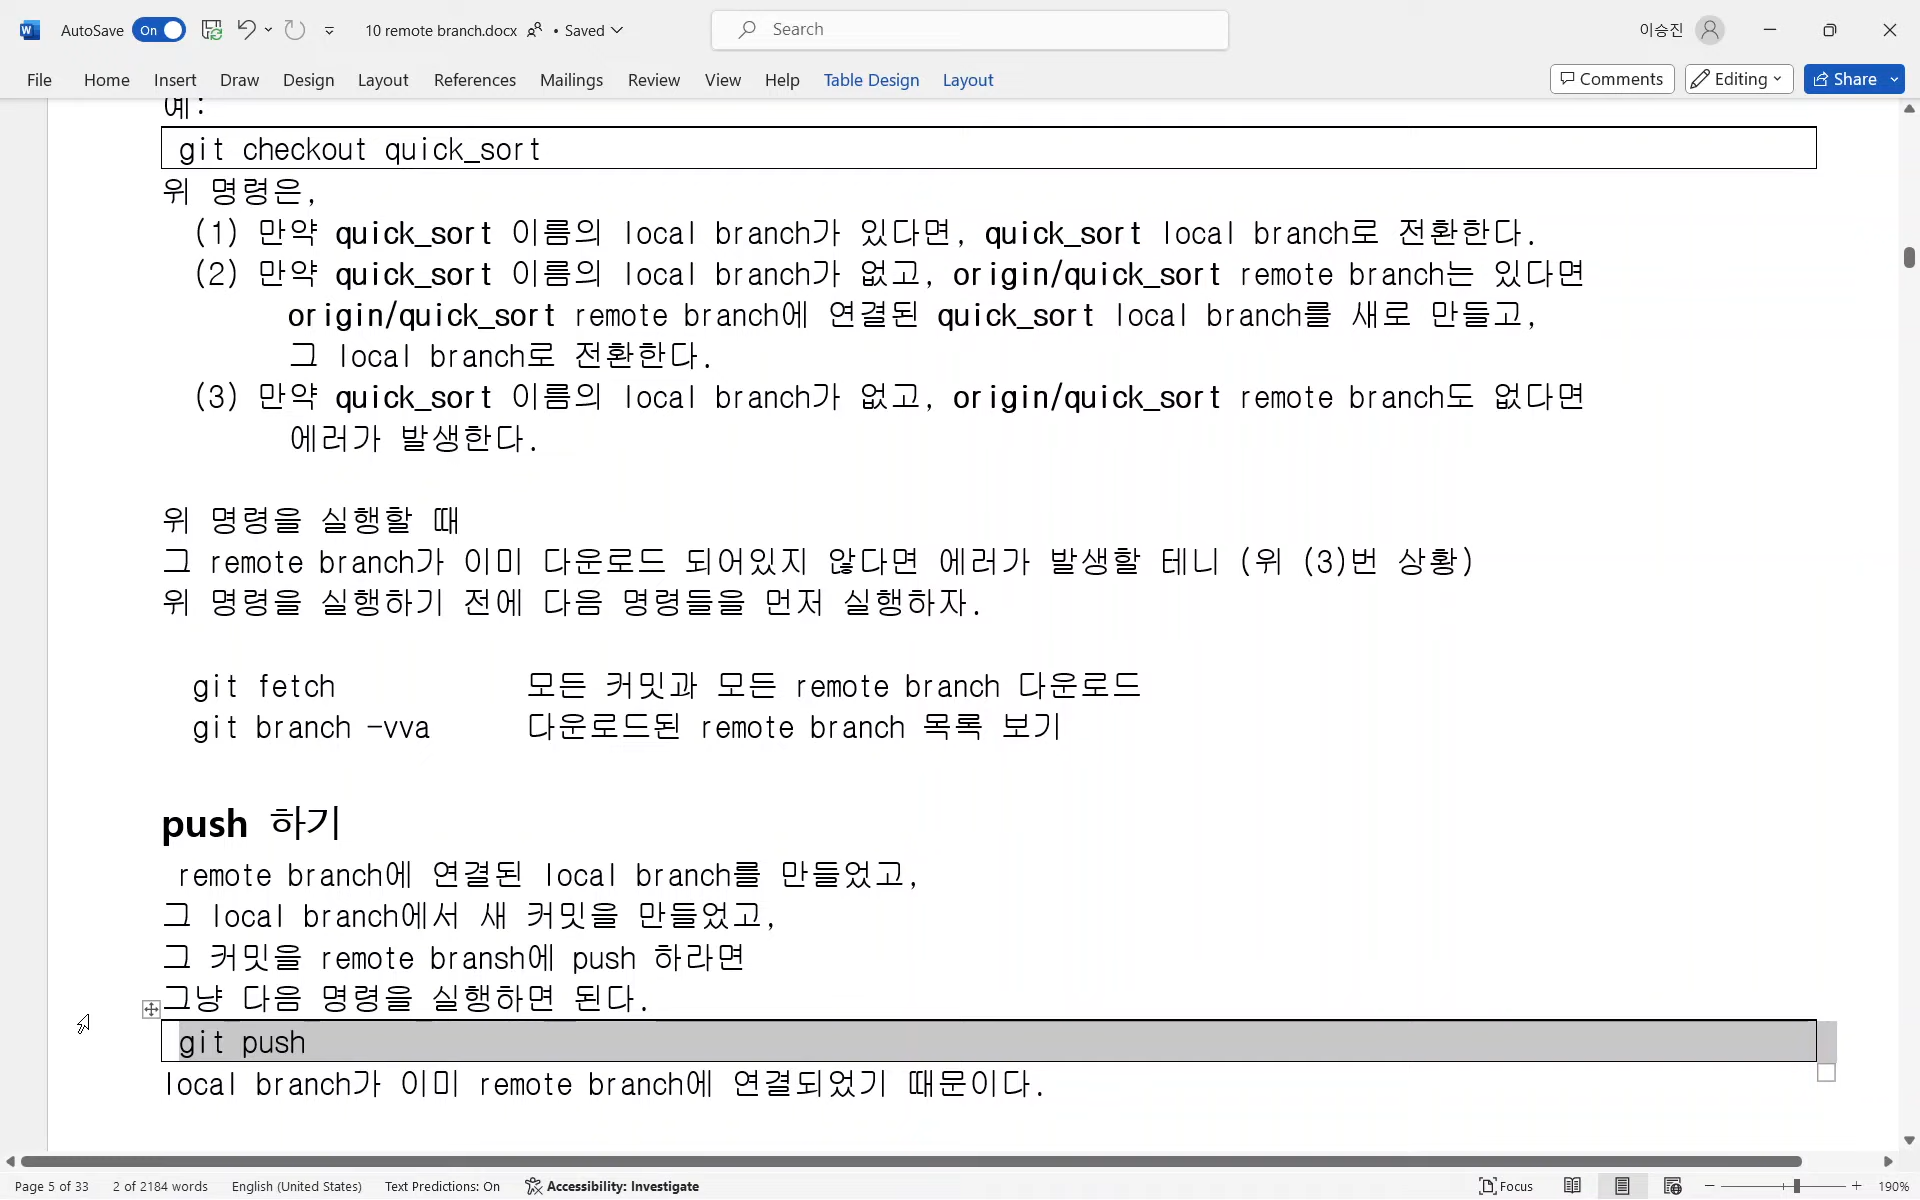 AutoSave On 10 remote branch.docx • Saved Search 이승진
File Home Insert Draw Design Layout References Mailings Review View Help Table Design Layout Comments Editing Share
예:
git checkout quick_sort
위 명령은,
(1) 만약 quick_sort 이름의 local branch가 있다면, quick_sort local branch로 전환한다.
(2) 만약 quick_sort 이름의 local branch가 없고, origin/quick_sort remote branch는 있다면
origin/quick_sort remote branch에 연결된 quick_sort local branch를 새로 만들고,
그 local branch로 전환한다.
(3) 만약 quick_sort 이름의 local branch가 없고, origin/quick_sort remote branch도 없다면
에러가 발생한다.
위 명령을 실행할 때
그 remote branch가 이미 다운로드 되어있지 않다면 에러가 발생할 테니 (위 (3)번 상황)
위 명령을 실행하기 전에 다음 명령들을 먼저 실행하자.
git fetch 모든 커밋과 모든 remote branch 다운로드
git branch -vva 다운로드된 remote branch 목록 보기
push 하기
remote branch에 연결된 local branch를 만들었고,
그 local branch에서 새 커밋을 만들었고,
그 커밋을 remote bransh에 push 하라면
그냥 다음 명령을 실행하면 된다.
git push
local branch가 이미 remote branch에 연결되었기 때문이다.
Page 5 of 33 2 of 2184 words English (United States) Text Predictions: On Accessibility: Investigate Focus 190%